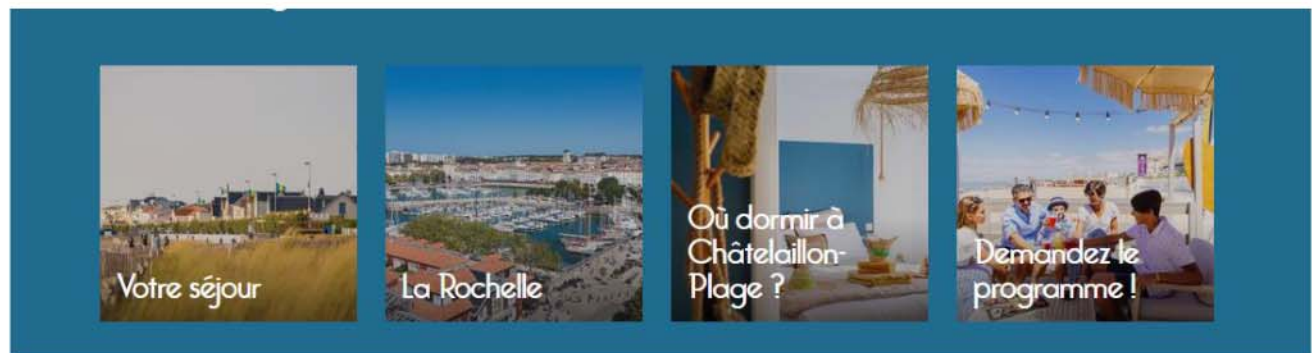 Votre séjour
La Rochelle
Où dormir à
Châtelaillon-
Plage ?
Demandez le
programme !